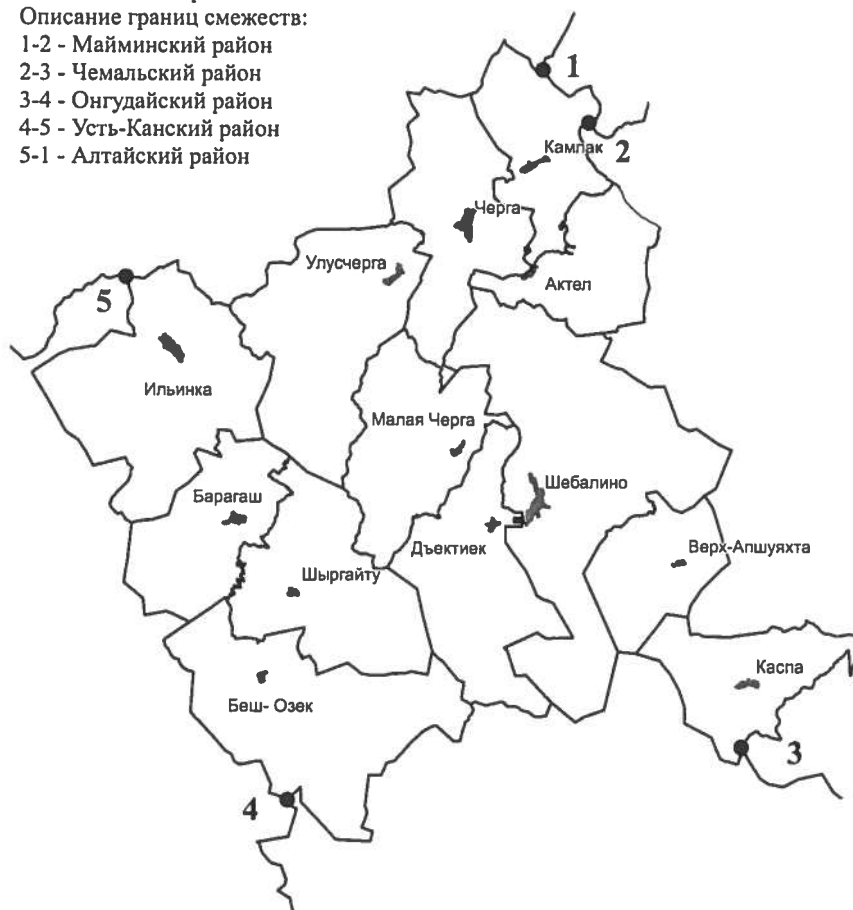 Описание границ смежеств:
1-2 - Майминский район
2-3 - Чемальский район
3-4 - Онгудайский район
4-5 - Усть-Канский район
5-1 - Алтайский район
1
2
Камлак
Черга
Улусчерга
Актел
5
Ильинка
Малая Черга
Шебалино
Барагаш
Дъектиек
Верх-Апшуяхта
Шыргайту
Каспа
Беш- Озек
3
4